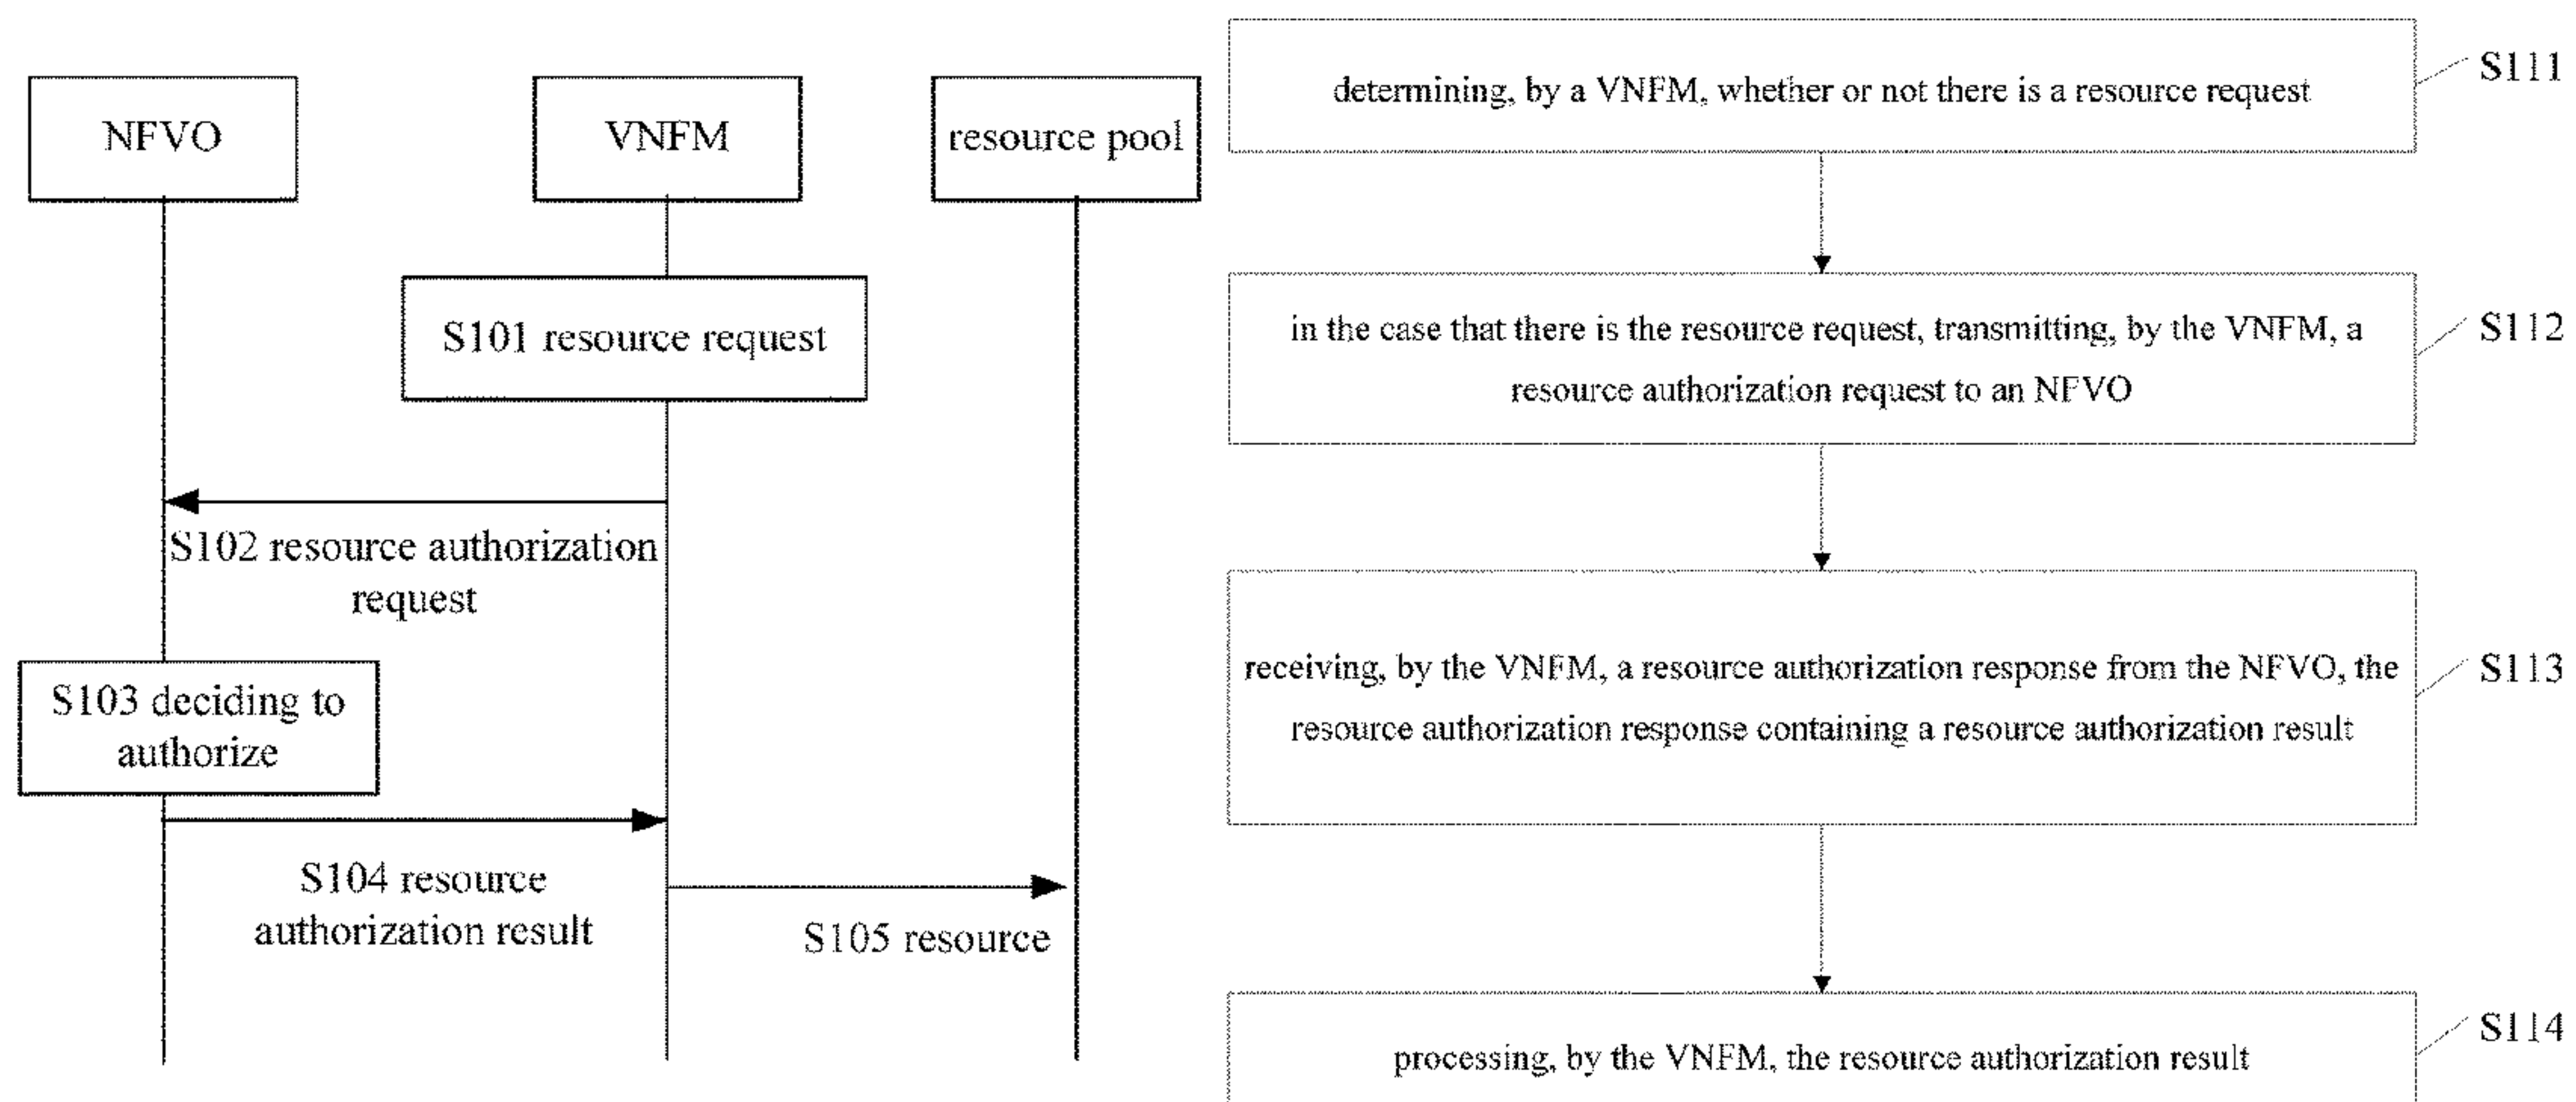 NFVO
VNFM
resource pool
S101 resource request
S102 resource authorization
request
S103 deciding to
authorize
S104 resource
authorization result
S105 resource
determining, by a VNFM, whether or not there is a resource request
S111
in the case that there is the resource request, transmitting, by the VNFM, a
resource authorization request to an NFVO
S112
receiving, by the VNFM, a resource authorization response from the NFVO, the
resource authorization response containing a resource authorization result
S113
processing, by the VNFM, the resource authorization result
S114